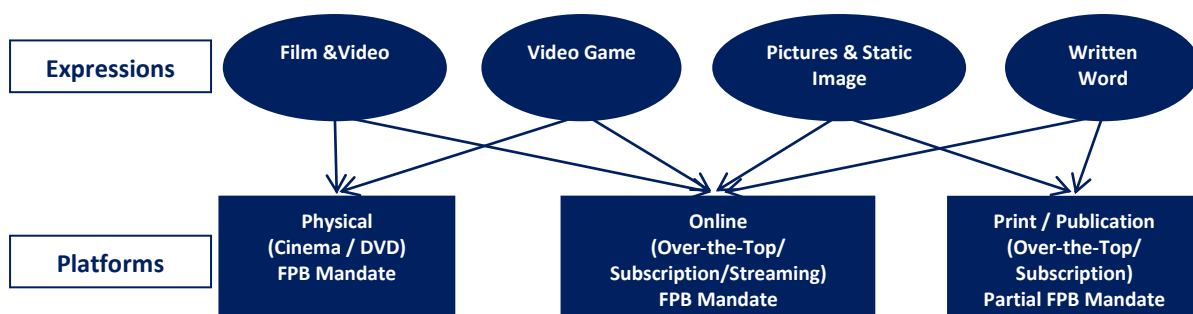 Expressions
Film &Video
Video Game
Pictures & Static
Image
Written
Word
Platforms
Physical
(Cinema / DVD)
FPB Mandate
Online
(Over-the-Top/
Subscription/Streaming)
FPB Mandate
Print / Publication
(Over-the-Top/
Subscription)
Partial FPB Mandate